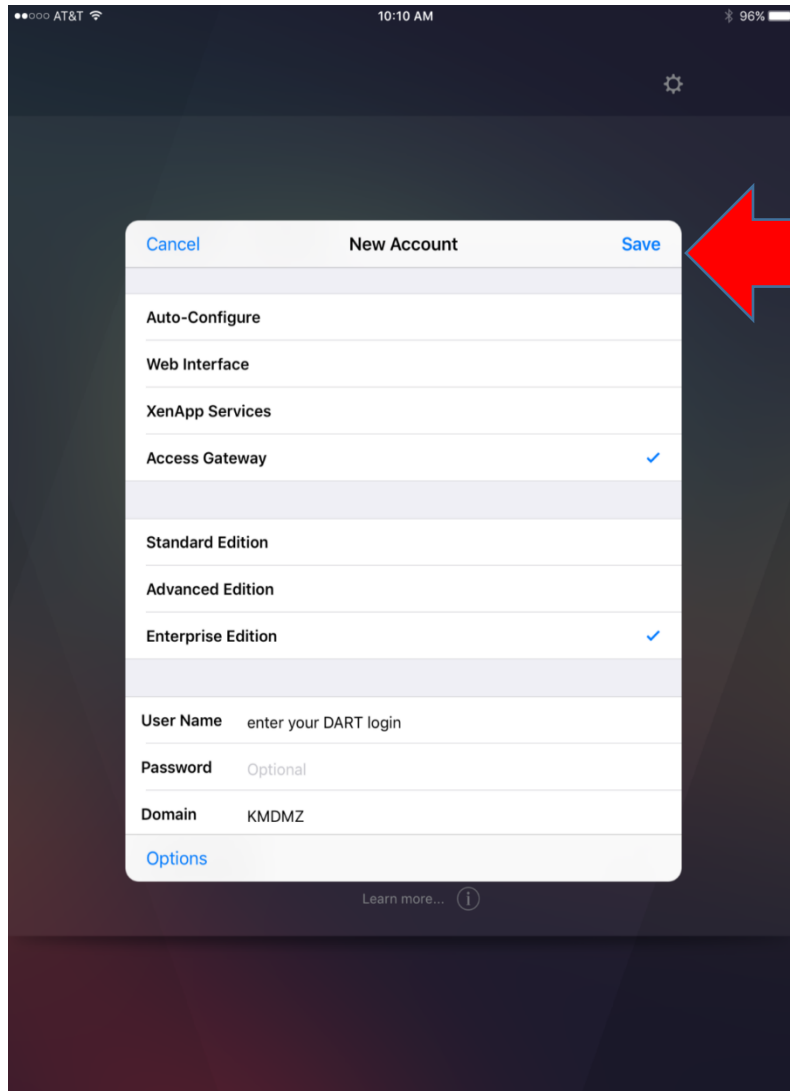 AT&T 10:10 AM 96%
Cancel New Account Save
Auto-Configure
Web Interface
XenApp Services
Access Gateway
Standard Edition
Advanced Edition
Enterprise Edition
User Name enter your DART login
Password Optional
Domain KMDMZ
Options
Learn more... i